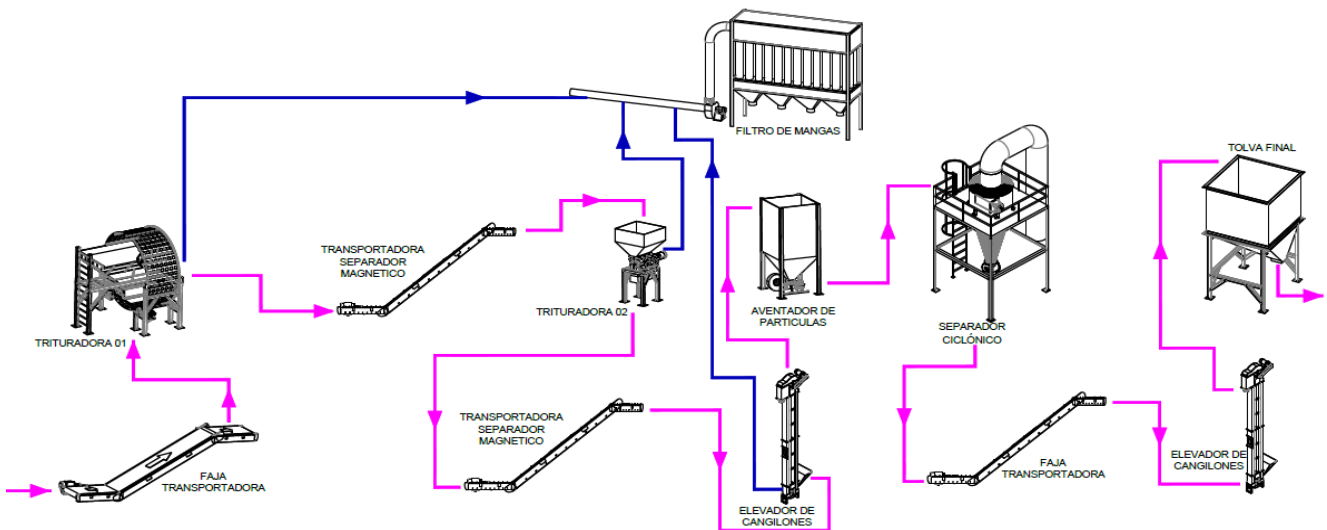 FILTRO DE MANGAS
TOLVA FINAL
TRANSPORTADORA
SEPARADOR
MAGNETICO
TRITURADORA 01
TRITURADORA 02
AVENTADOR DE
PARTICULAS
SEPARADOR
CICLÓNICO
TRANSPORTADORA
SEPARADOR
MAGNETICO
FAJA
TRANSPORTADORA
ELEVADOR DE
CANGILONES
FAJA
TRANSPORTADORA
ELEVADOR DE
CANGILONES